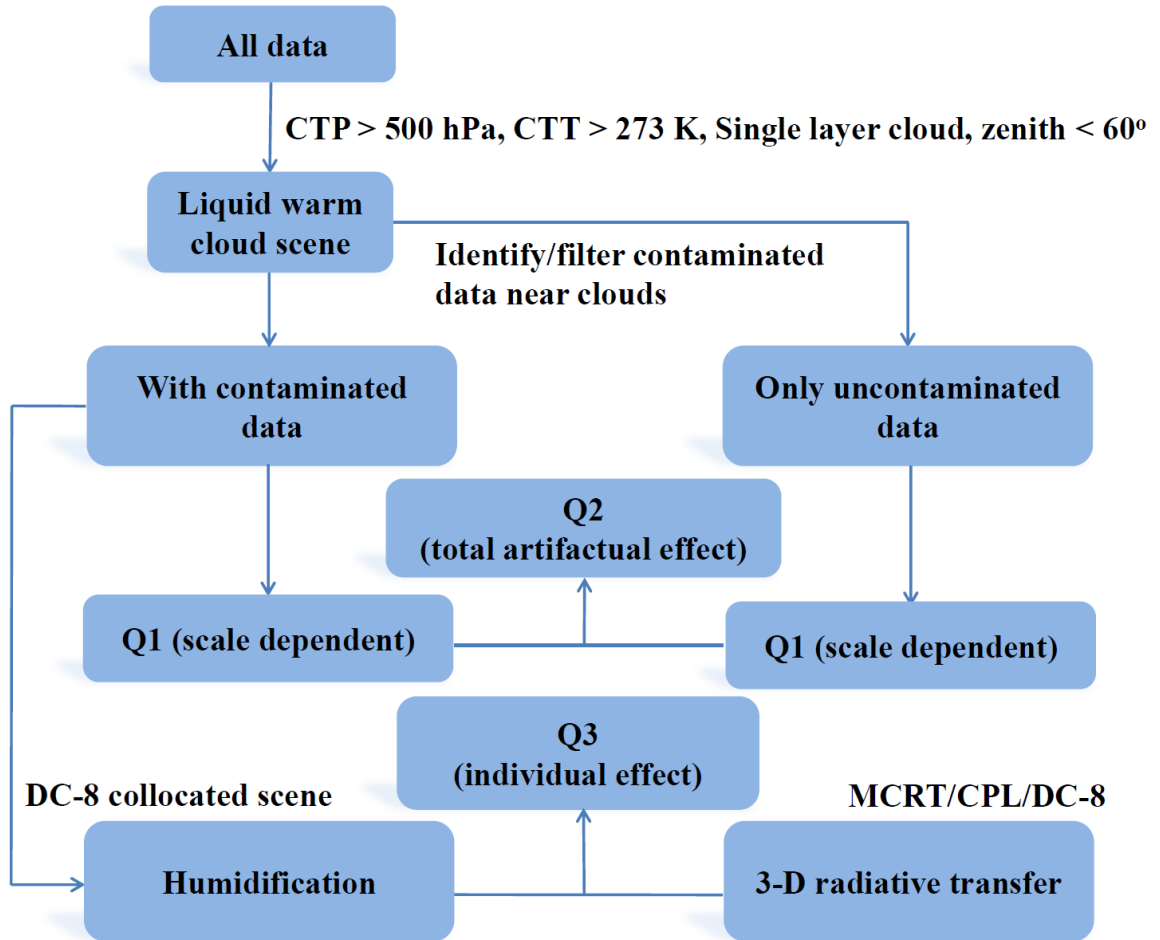 All data
CTP > 500 hPa, CTT > 273 K, Single layer cloud, zenith < 60º
Liquid warm
cloud scene
Identify/filter contaminated
data near clouds
With contaminated
data
Only uncontaminated
data
Q2
(total artifactual effect)
Q1 (scale dependent)
Q1 (scale dependent)
Q3
(individual effect)
DC-8 collocated scene
MCRT/CPL/DC-8
Humidification
3-D radiative transfer